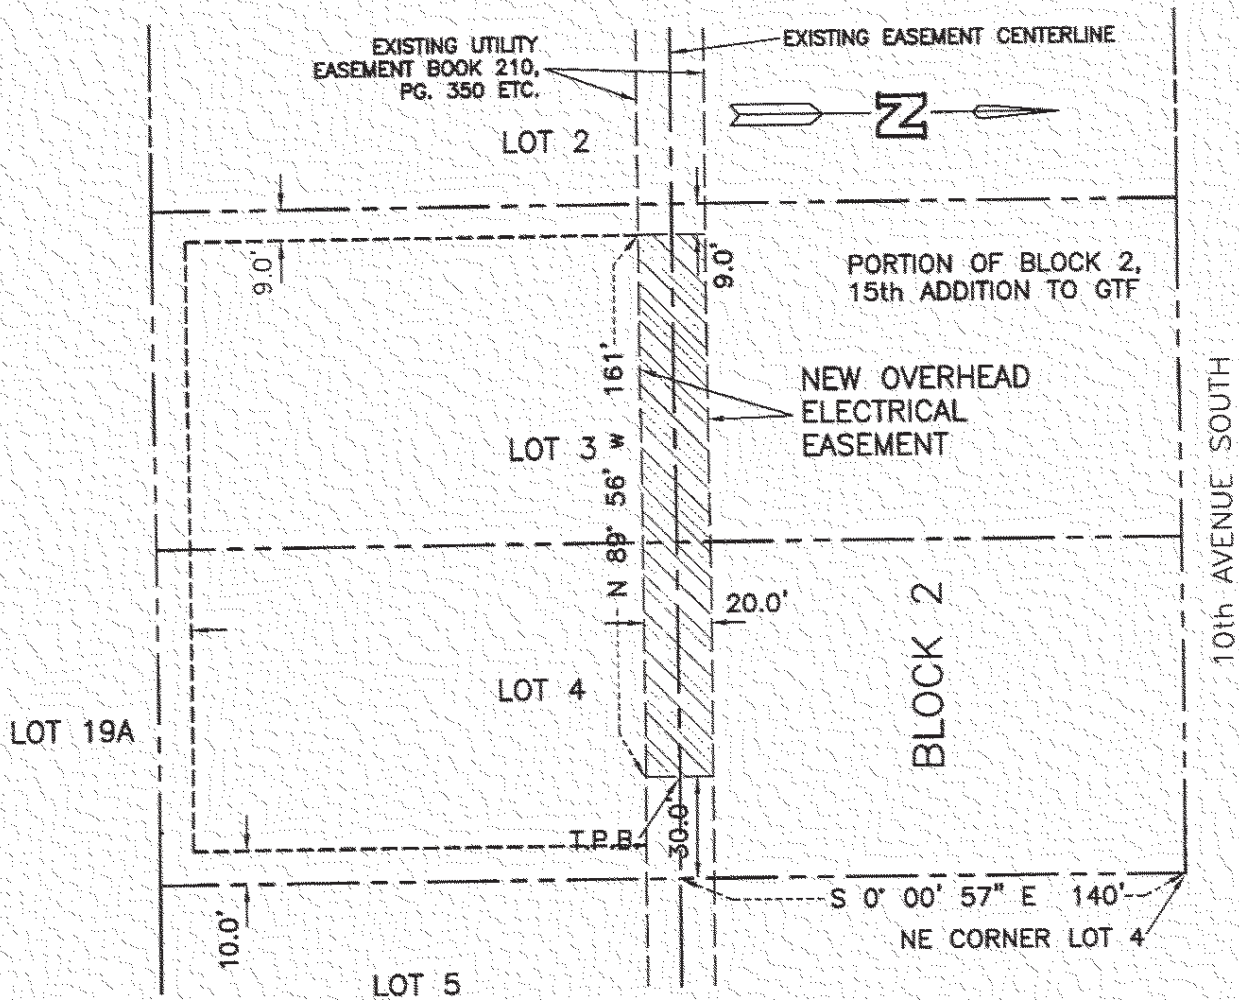 EXISTING UTILITY
EASEMENT BOOK 210,
PG. 350 ETC.
EXISTING EASEMENT CENTERLINE
N
LOT 2
9.0'
9.0'
PORTION OF BLOCK 2,
15th ADDITION TO GTF
NEW OVERHEAD
ELECTRICAL
EASEMENT
LOT 3
N 89° 56' W 161'
10th AVENUE SOUTH
20.0'
BLOCK 2
LOT 4
LOT 19A
T.P.B.
30.0'
S 0° 00' 57" E 140'
NE CORNER LOT 4
10.0'
LOT 5